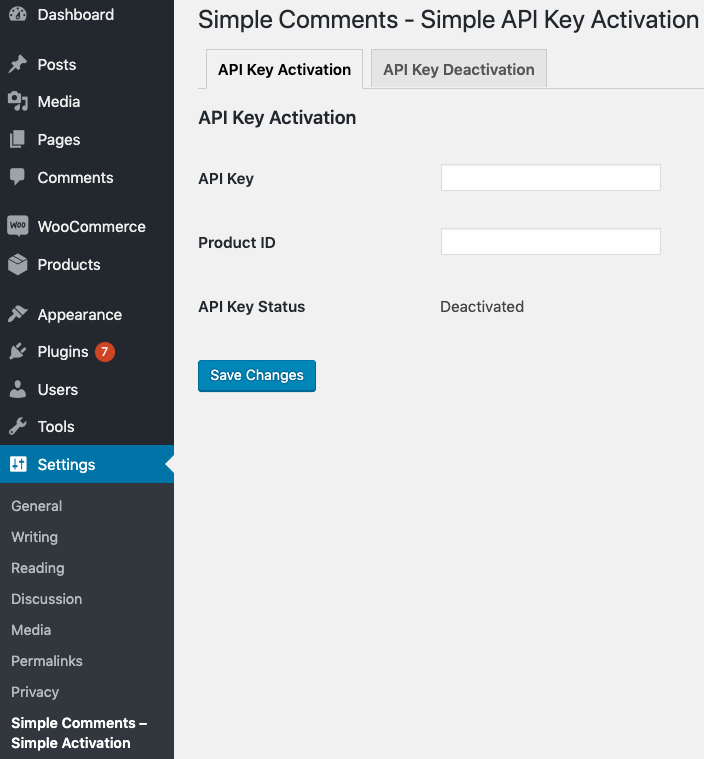 Dashboard
Posts
Media
Pages
Comments
Woo WooCommerce
Products
Appearance
Plugins 7
Users
Tools
Settings
General
Writing
Reading
Discussion
Media
Permalinks
Privacy
Simple Comments –
Simple Activation
Simple Comments - Simple API Key Activation
API Key Activation API Key Deactivation
API Key Activation
API Key
Product ID
API Key Status Deactivated
Save Changes